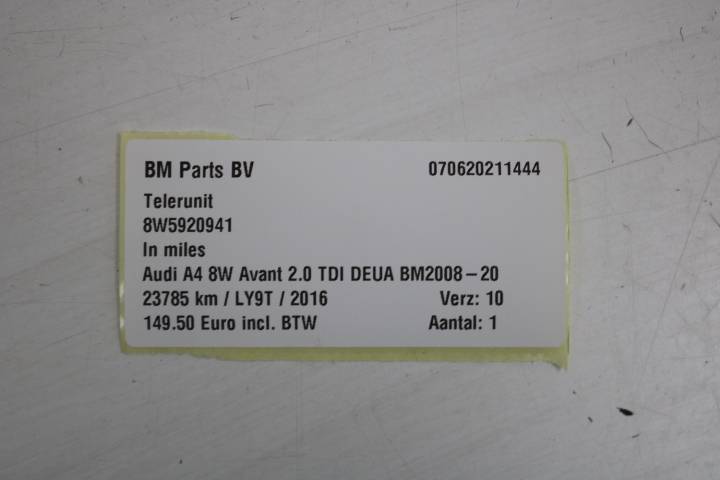 BM Parts BV 070620211444
Telerunit
8W5920941
In miles
Audi A4 8W Avant 2.0 TDI DEUA BM2008-20
23785 km / LY9T / 2016 Verz: 10
149.50 Euro incl. BTW Aantal: 1